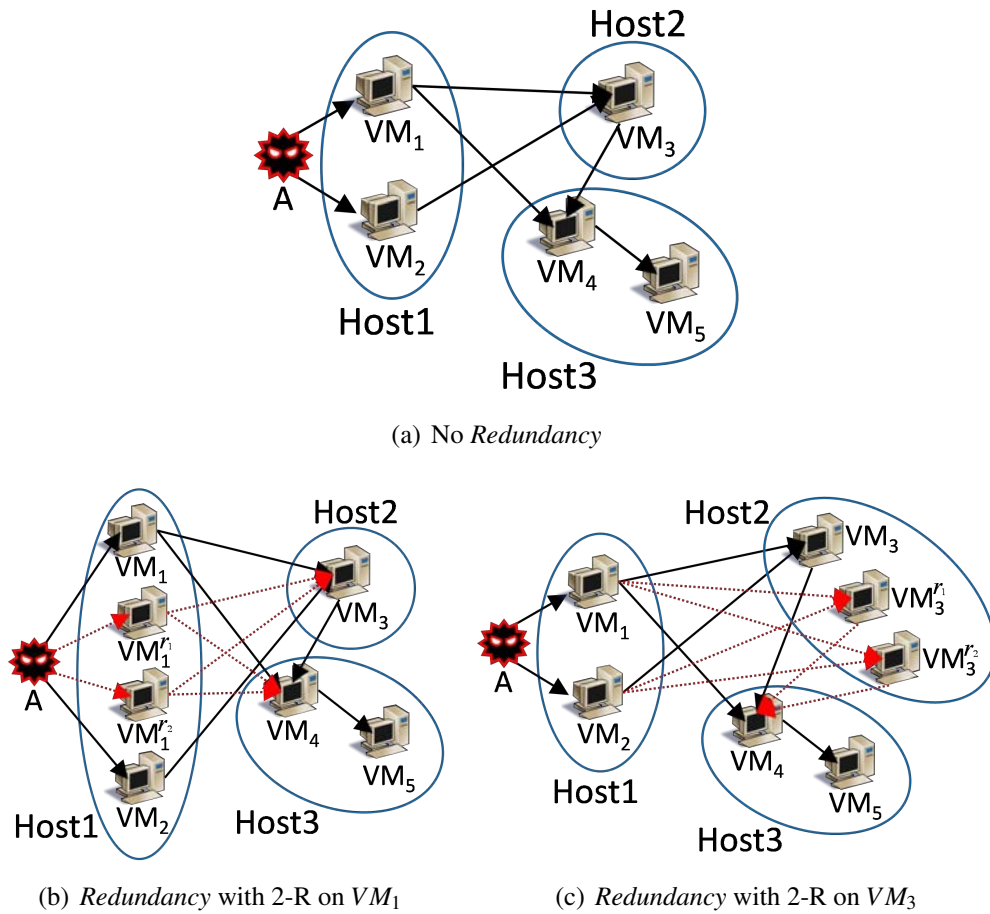 Host2
VM1
VM3
A
VM2
VM4
Host1
VM5
Host3
(a) No Redundancy
Host2
VM1
VM3
VM1r1
A
VM1r2
VM4
VM5
VM2
Host1
Host3
(b) Redundancy with 2-R on VM1
Host2
VM3
VM1
VM3r1
VM3r2
A
VM2
VM4
Host1
VM5
Host3
(c) Redundancy with 2-R on VM3